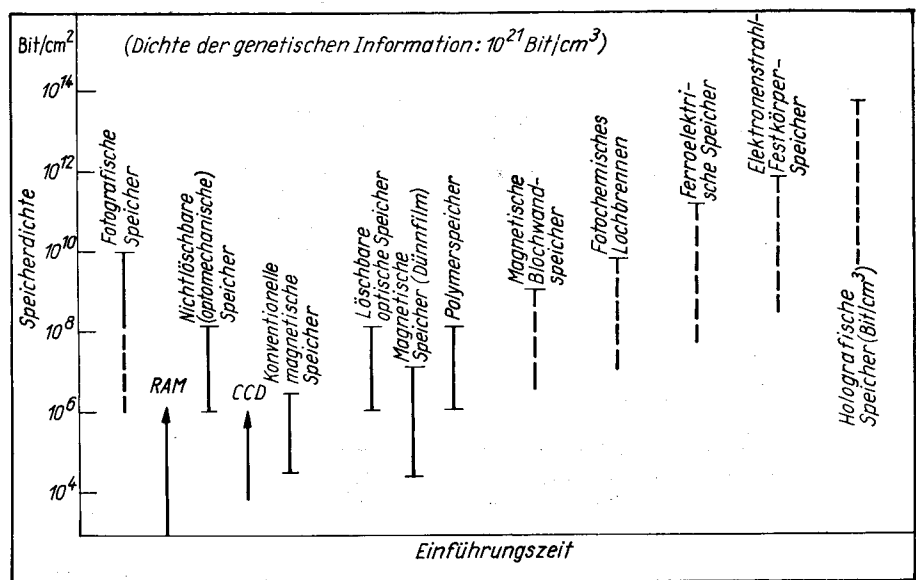 Bit/cm²
(Dichte der genetischen Information: 10²¹ Bit/cm³)
10¹⁴
10¹²
10¹⁰
10⁸
10⁶
10⁴
Speicherdichte
Fotografische
Speicher
RAM
Nichtlöschbare
(optomechanische)
Speicher
CCD
Konventionelle
magnetische
Speicher
Löschbare
optische Speicher
Magnetische
Speicher (Dünnfilm)
Polymerspeicher
Magnetische
Blochwand-
speicher
Fotochemisches
Lochbrennen
Ferroelektri-
sche Speicher
Elektronenstrahl-
Festkörper-
Speicher
Holografische
Speicher (Bit/cm³)
Einführungszeit